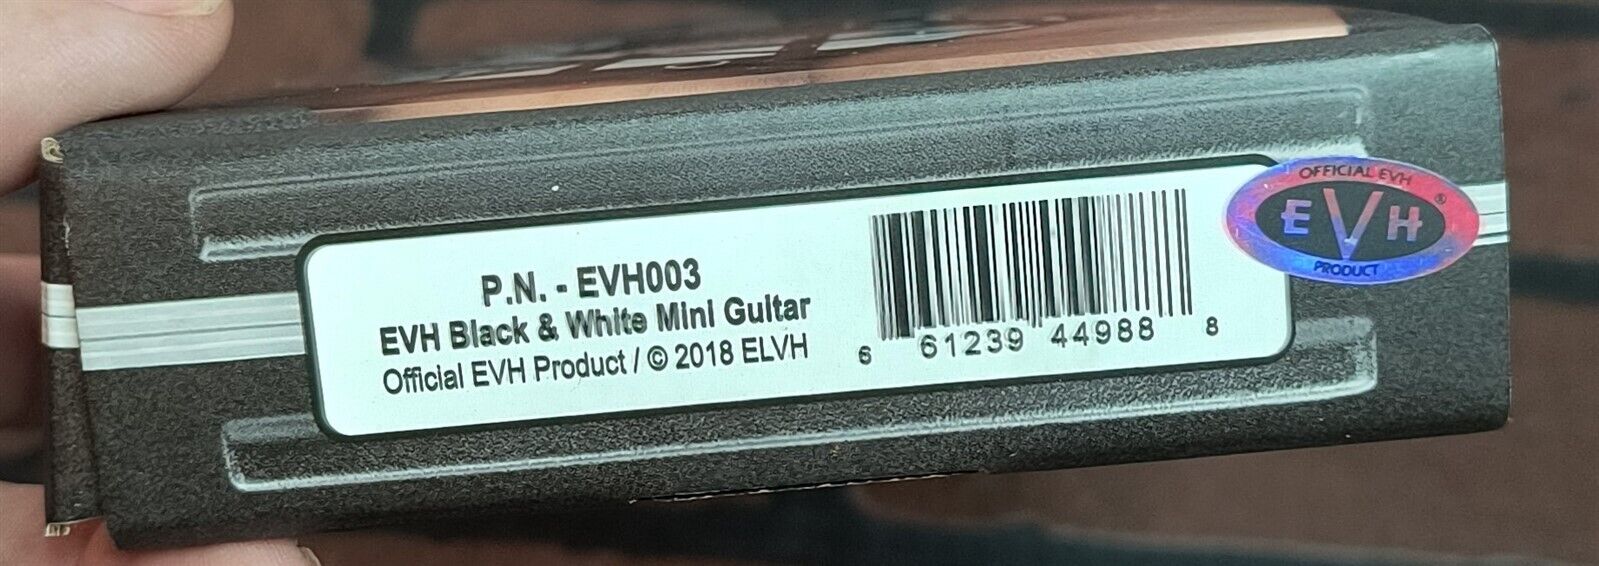 P.N. - EVH003
EVH Black & White Mini Guitar
Official EVH Product / © 2018 ELVH
6 61239 44988 8
OFFICIAL EVH
EVH®
PRODUCT